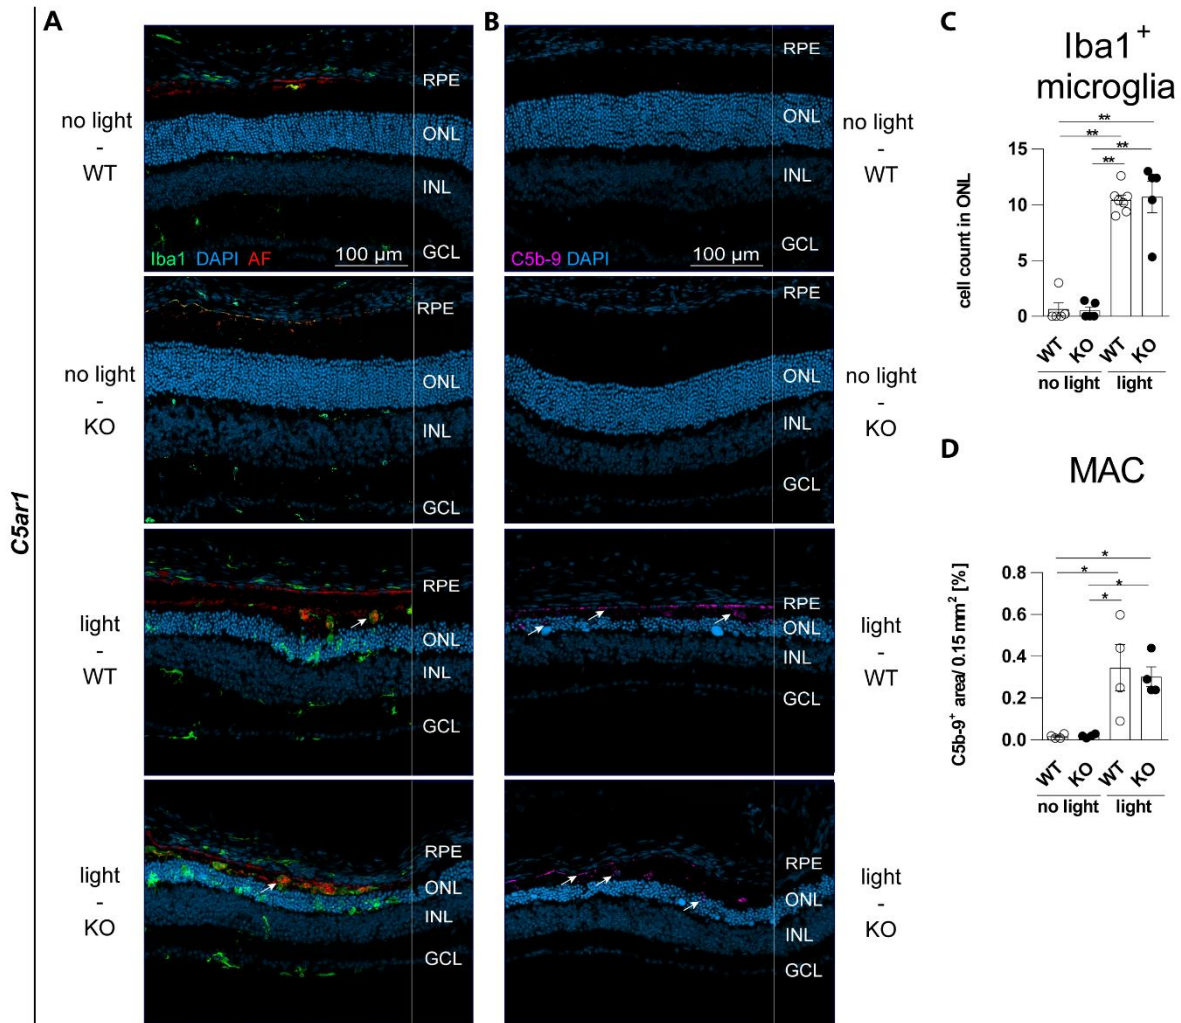 A
B
C
D
C5ar1
no light
-
WT
RPE
ONL
INL
GCL
Iba1 DAPI AF
100 µm
no light
-
KO
RPE
ONL
INL
GCL
light
-
WT
RPE
ONL
INL
GCL
light
-
KO
RPE
ONL
INL
GCL
RPE
ONL
INL
GCL
C5b-9 DAPI
100 µm
no light
-
WT
RPE
ONL
INL
GCL
no light
-
KO
RPE
ONL
INL
GCL
light
-
WT
RPE
ONL
INL
GCL
light
-
KO
Iba1⁺
microglia
**
**
**
**
cell count in ONL
15
10
5
0
WT KO WT KO
no light light
MAC
*
*
*
*
C5b-9⁺ area/ 0.15 mm² [%]
0.8
0.6
0.4
0.2
0.0
WT KO WT KO
no light light